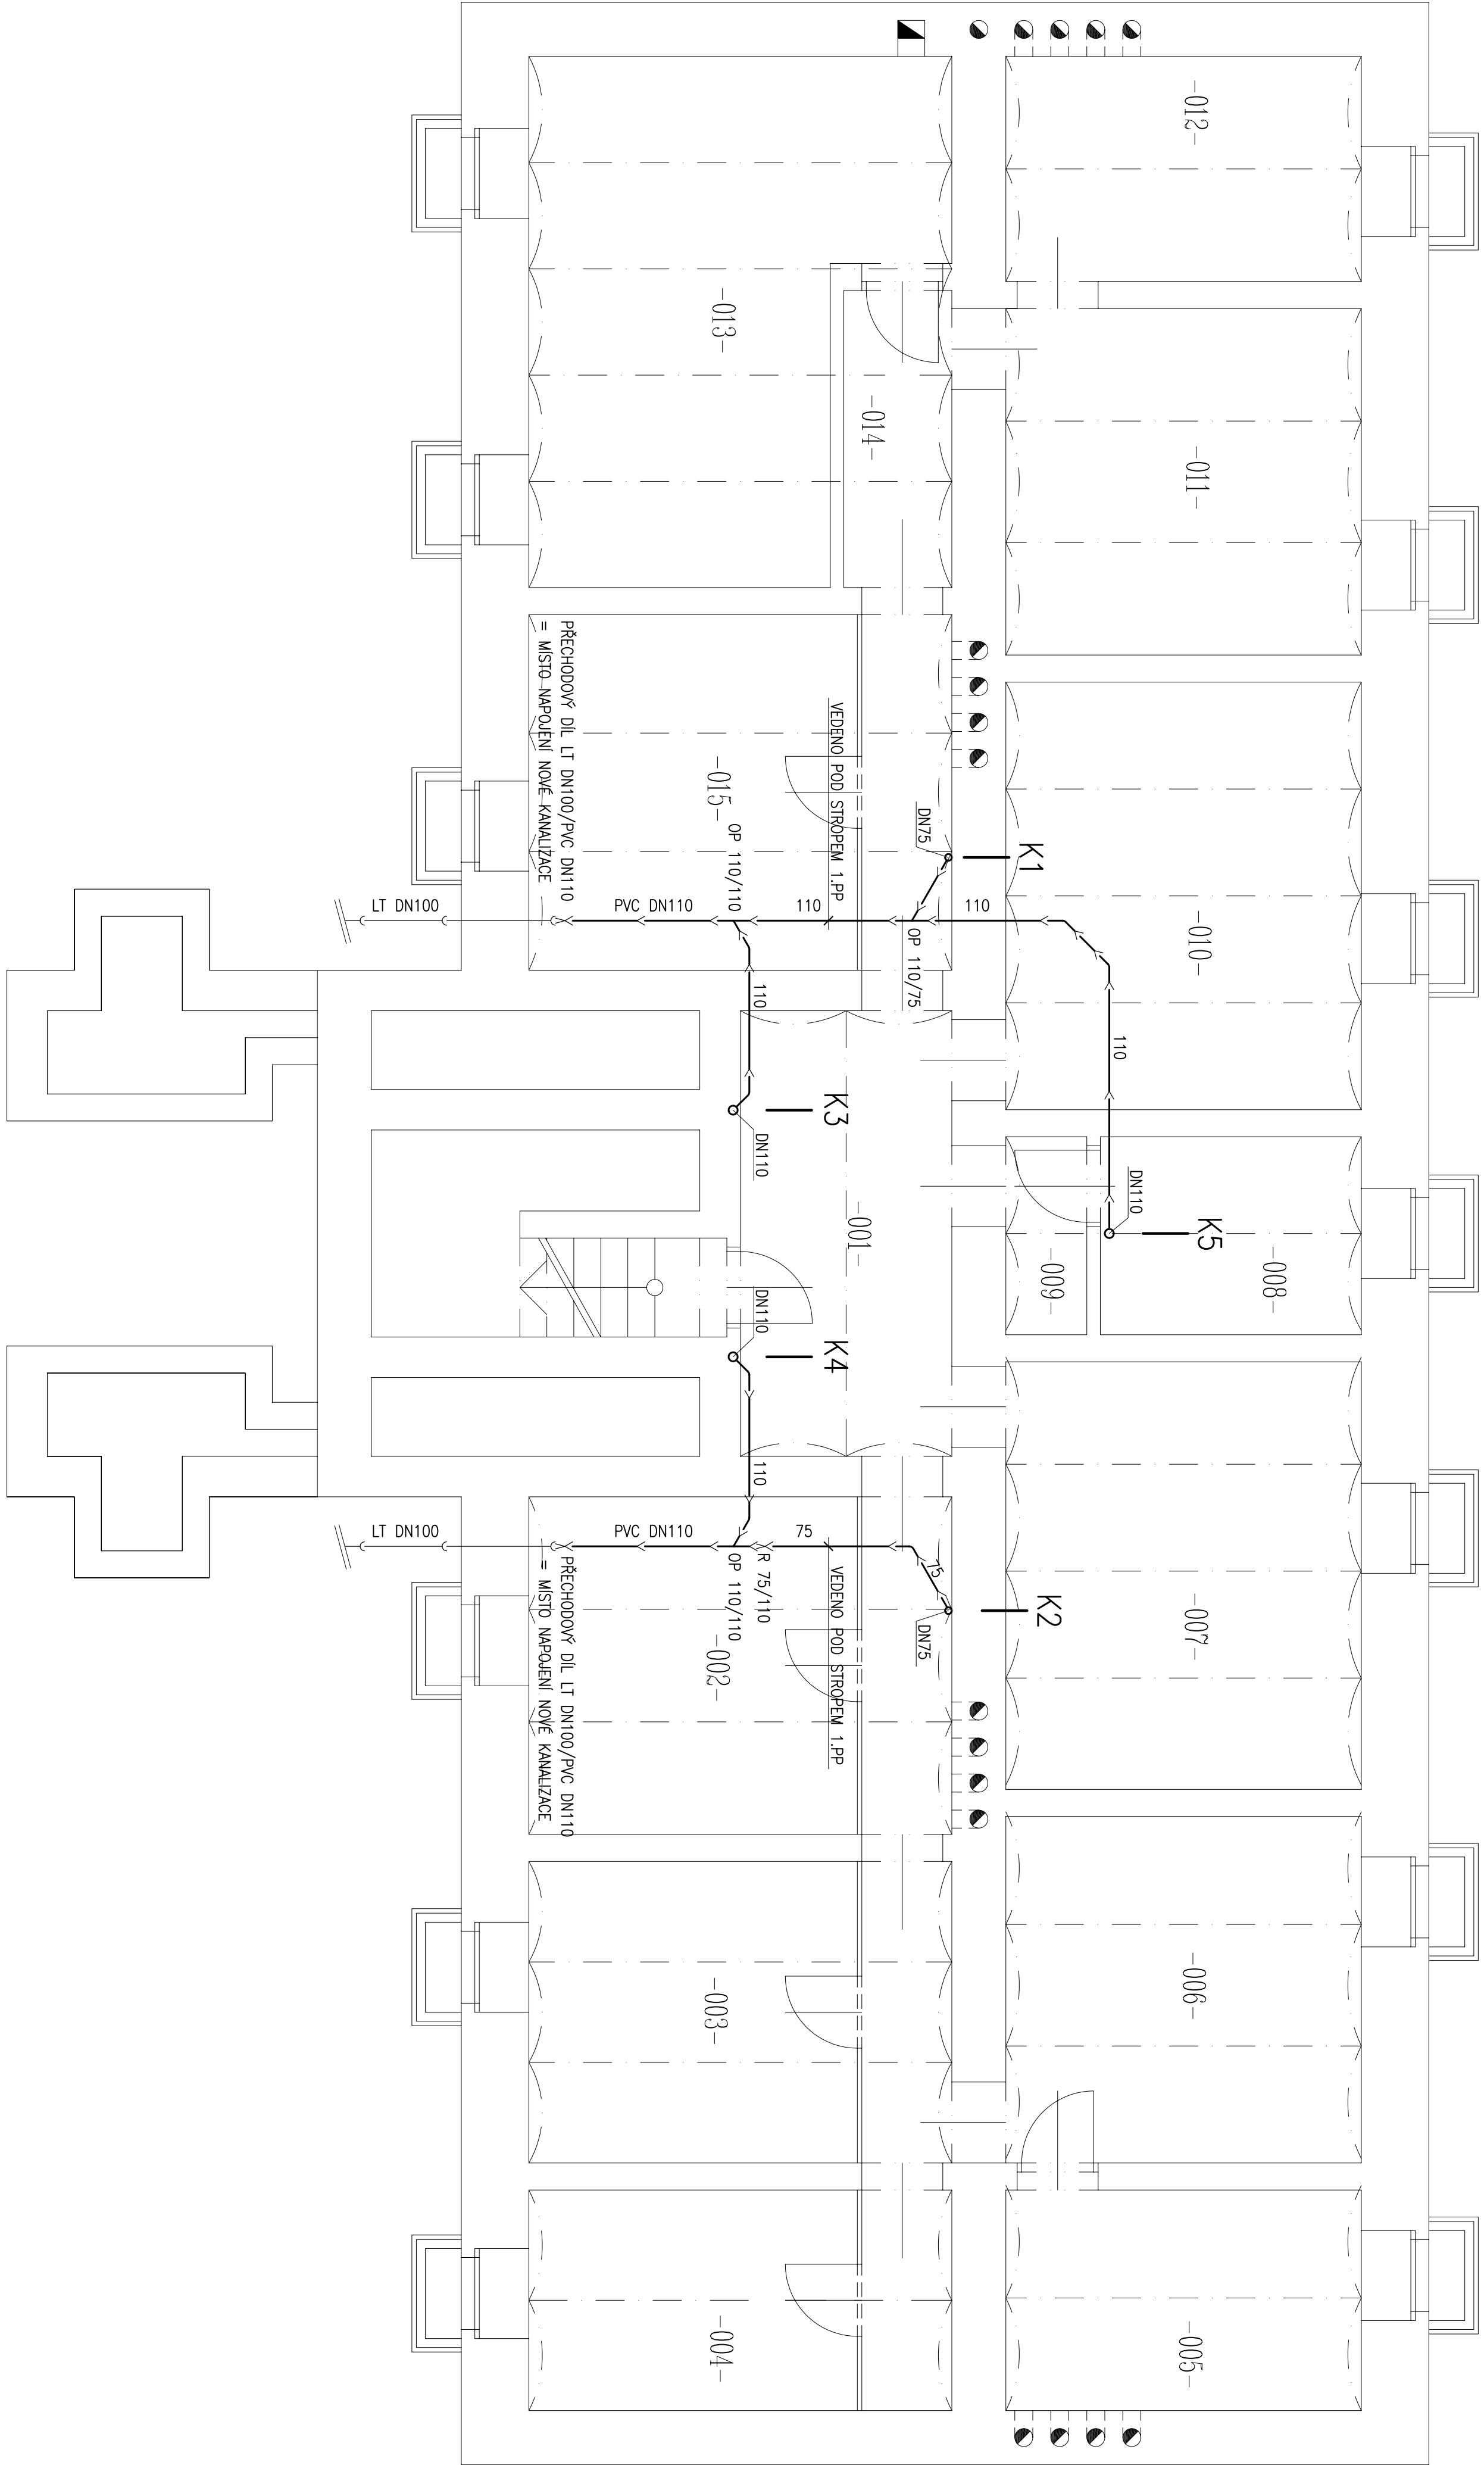 -012-
-013-
-014-
-011-
PŘECHODOVÝ DÍL LT DN100/PVC DN110
= MÍSTO NAPOJENÍ NOVÉ KANALIZACE
VEDENO POD STROPEM 1.PP
-015-
OP 110/110
DN75
K1
LT DN100
PVC DN110
110
110
OP 110/75
-010-
110
110
K3
DN110
DN110
K5
-001-
-009-
-008-
DN110
K4
110
LT DN100
PVC DN110
75
75
R 75/110
OP 110/110
PŘECHODOVÝ DÍL LT DN100/PVC DN110
= MÍSTO NAPOJENÍ NOVÉ KANALIZACE
VEDENO POD STROPEM 1.PP
DN75
K2
-002-
-007-
-003-
-006-
-004-
-005-